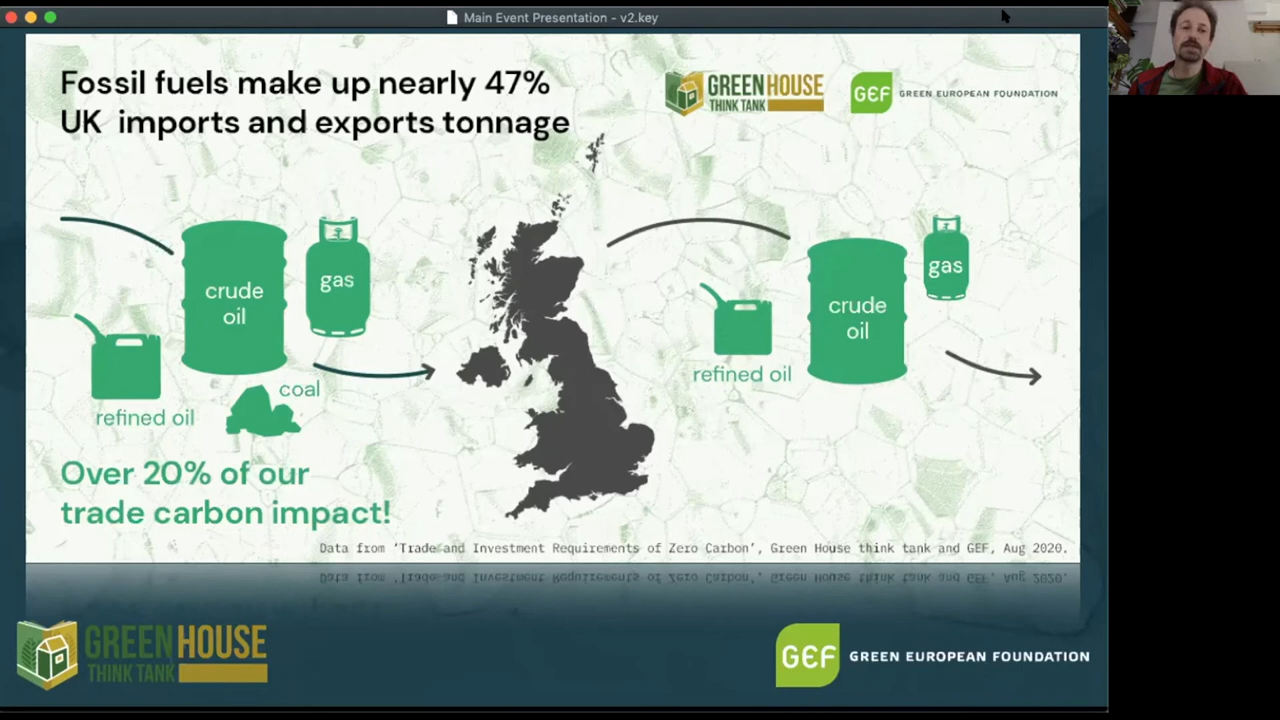 Main Event Presentation - v2.key
Fossil fuels make up nearly 47%
UK imports and exports tonnage
GREEN HOUSE
THINK TANK
GEF
GREEN EUROPEAN FOUNDATION
crude
oil
gas
refined oil
coal
crude
oil
gas
refined oil
Over 20% of our
trade carbon impact!
Data from ‘Trade and Investment Requirements of Zero Carbon’, Green House think tank and GEF, Aug 2020.
GREEN HOUSE
THINK TANK
GEF
GREEN EUROPEAN FOUNDATION